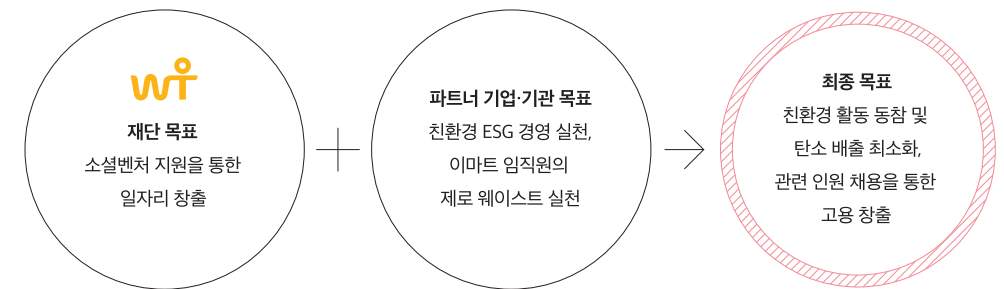 재단 목표
소셜벤처 지원을 통한
일자리 창출
파트너 기업·기관 목표
친환경 ESG 경영 실천,
이마트 임직원의
제로 웨이스트 실천
최종 목표
친환경 활동 동참 및
탄소 배출 최소화,
관련 인원 채용을 통한
고용 창출